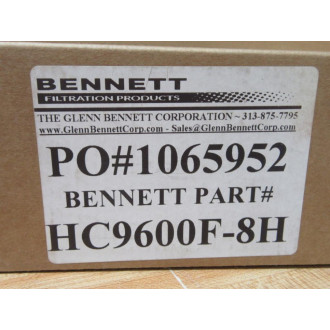 BENNETT
FILTRATION PRODUCTS
THE GLENN BENNETT CORPORATION ~ 313-875-7795
www.GlennBennettCorp.com - Sales@GlennBennettCorp.com
PO#1065952
BENNETT PART#
HC9600F-8H